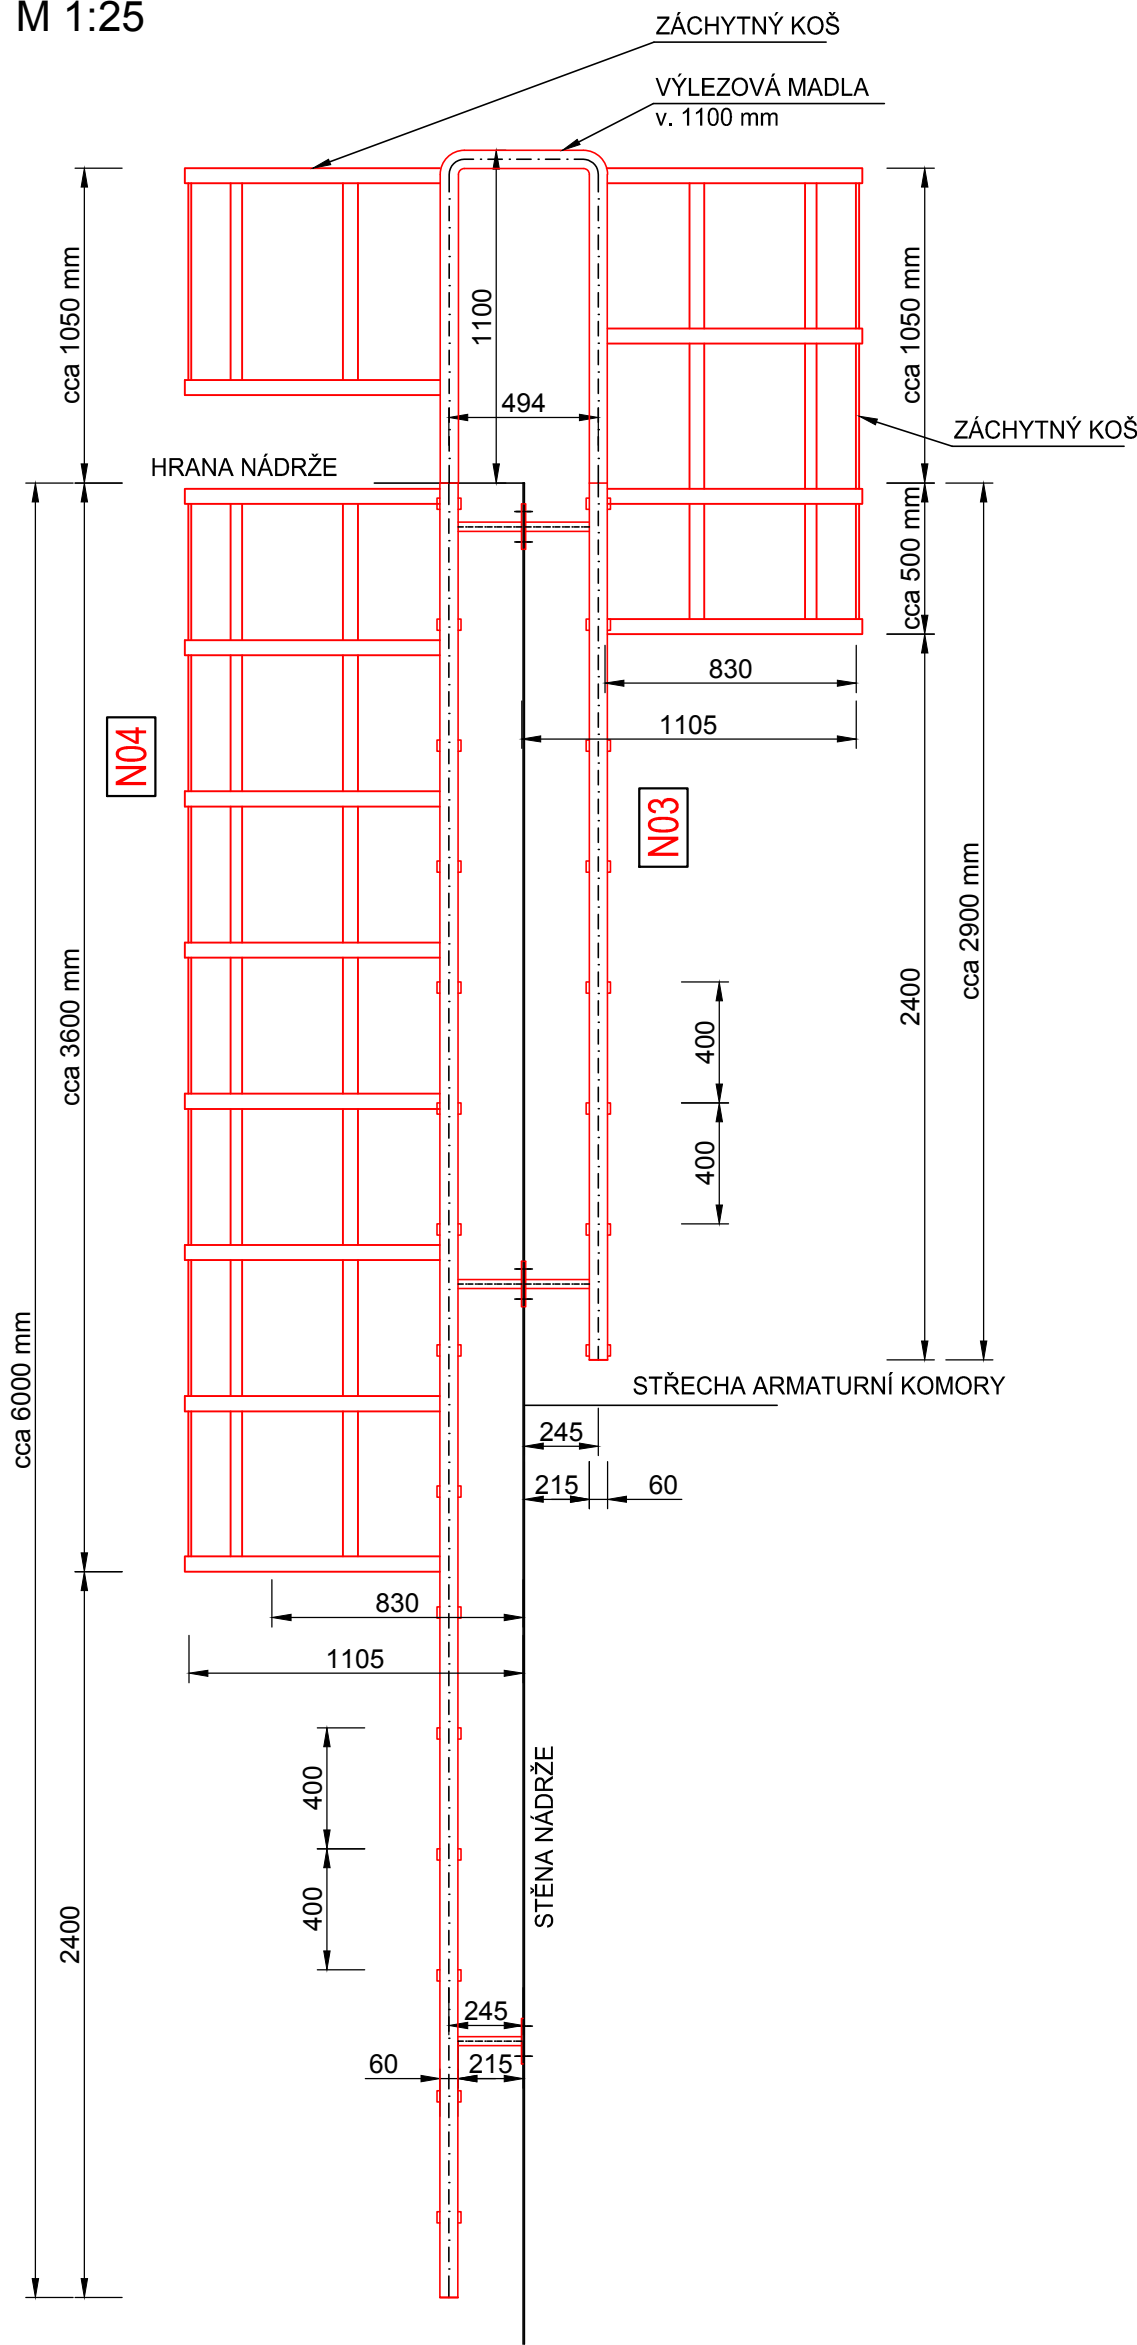 M 1:25
ZÁCHYTNÝ KOŠ
VÝLEZOVÁ MADLA
v. 1100 mm
cca 1050 mm
1100
cca 1050 mm
494
ZÁCHYTNÝ KOŠ
HRANA NÁDRŽE
cca 500 mm
830
1105
N04
N03
cca 2900 mm
cca 3600 mm
2400
400
400
cca 6000 mm
STŘECHA ARMATURNÍ KOMORY
245
215
60
830
1105
STĚNA NÁDRŽE
400
400
2400
245
60
215